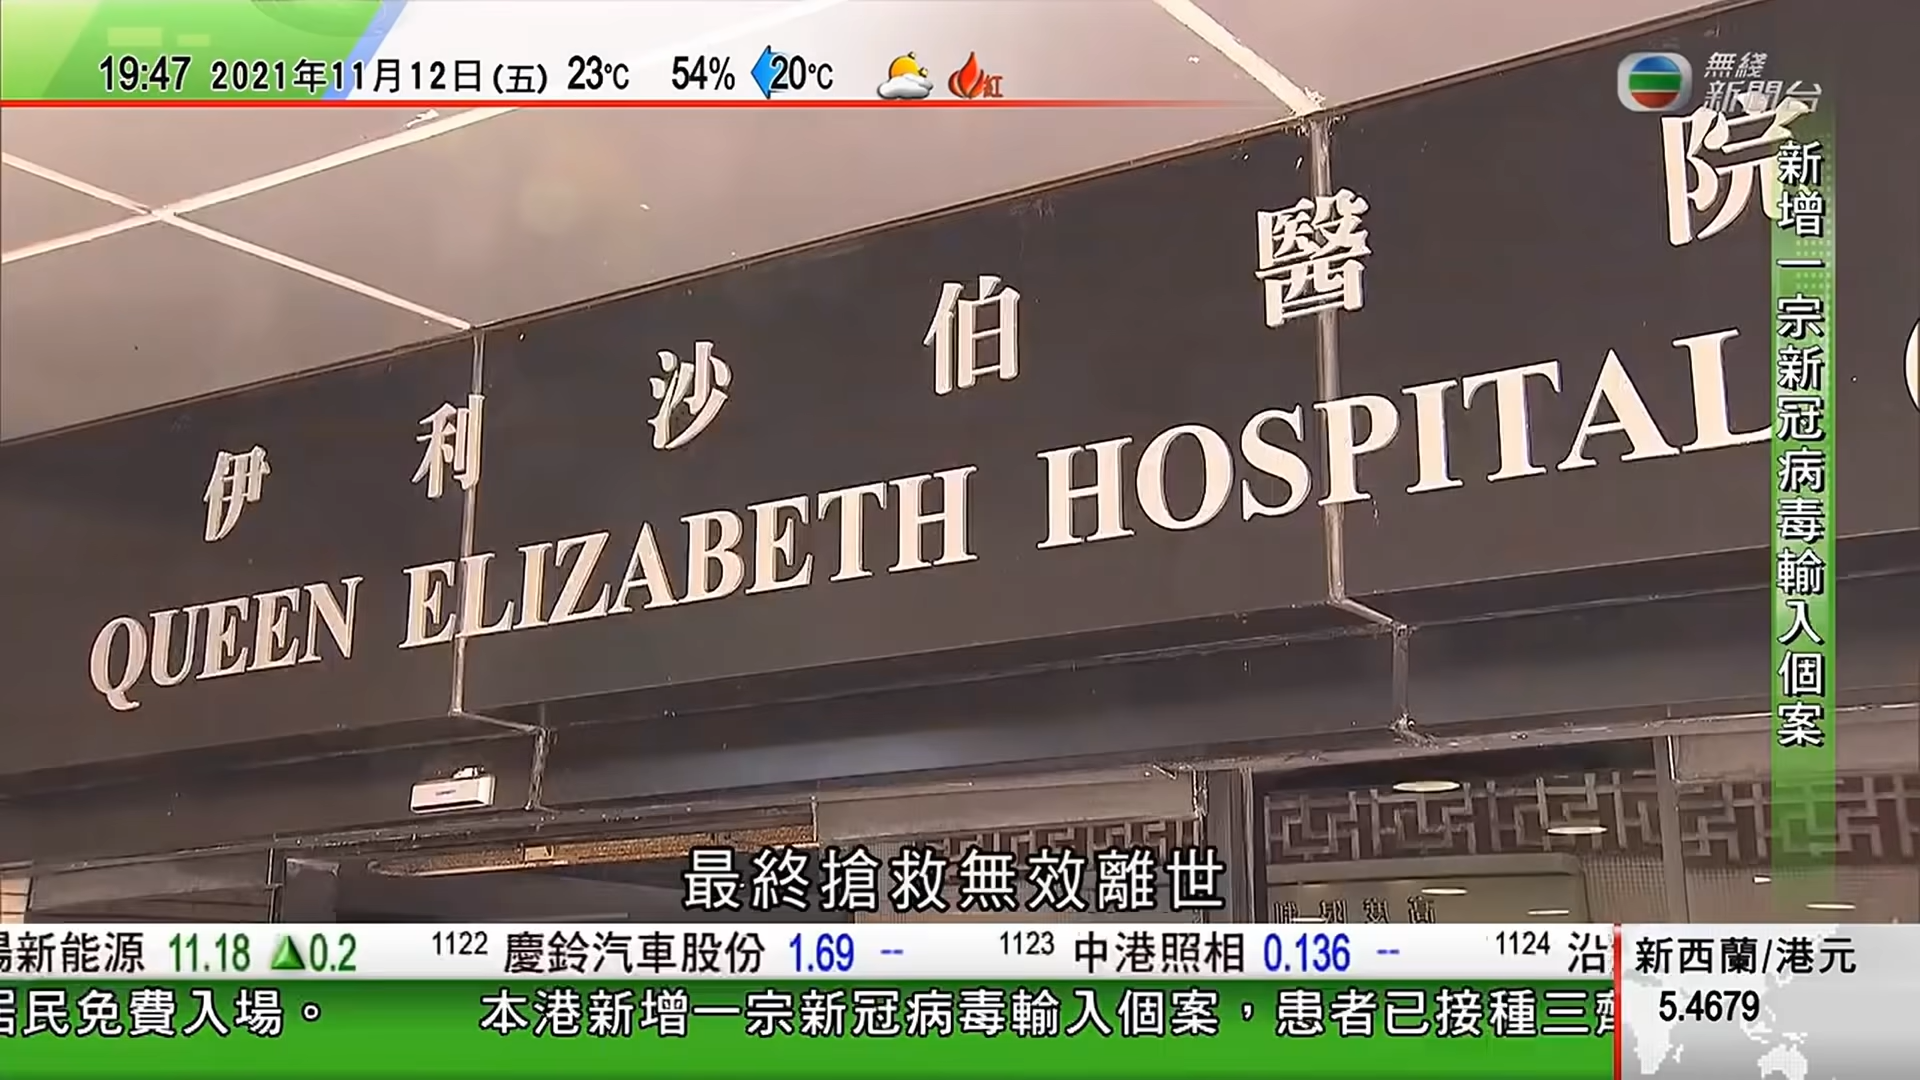 19:47 2021年11月12日(五) 23°C 54% 20°C 紅
無綫
新聞台
新增一宗新冠病毒輸入個案
伊利沙伯醫院
QUEEN ELIZABETH HOSPITAL
最終搶救無效離世
新能源 11.18 ▲0.2 1122 慶鈴汽車股份 1.69 -- 1123 中港照相 0.136 -- 1124 沿
居民免費入場。 本港新增一宗新冠病毒輸入個案，患者已接種三
新西蘭/港元
5.4679